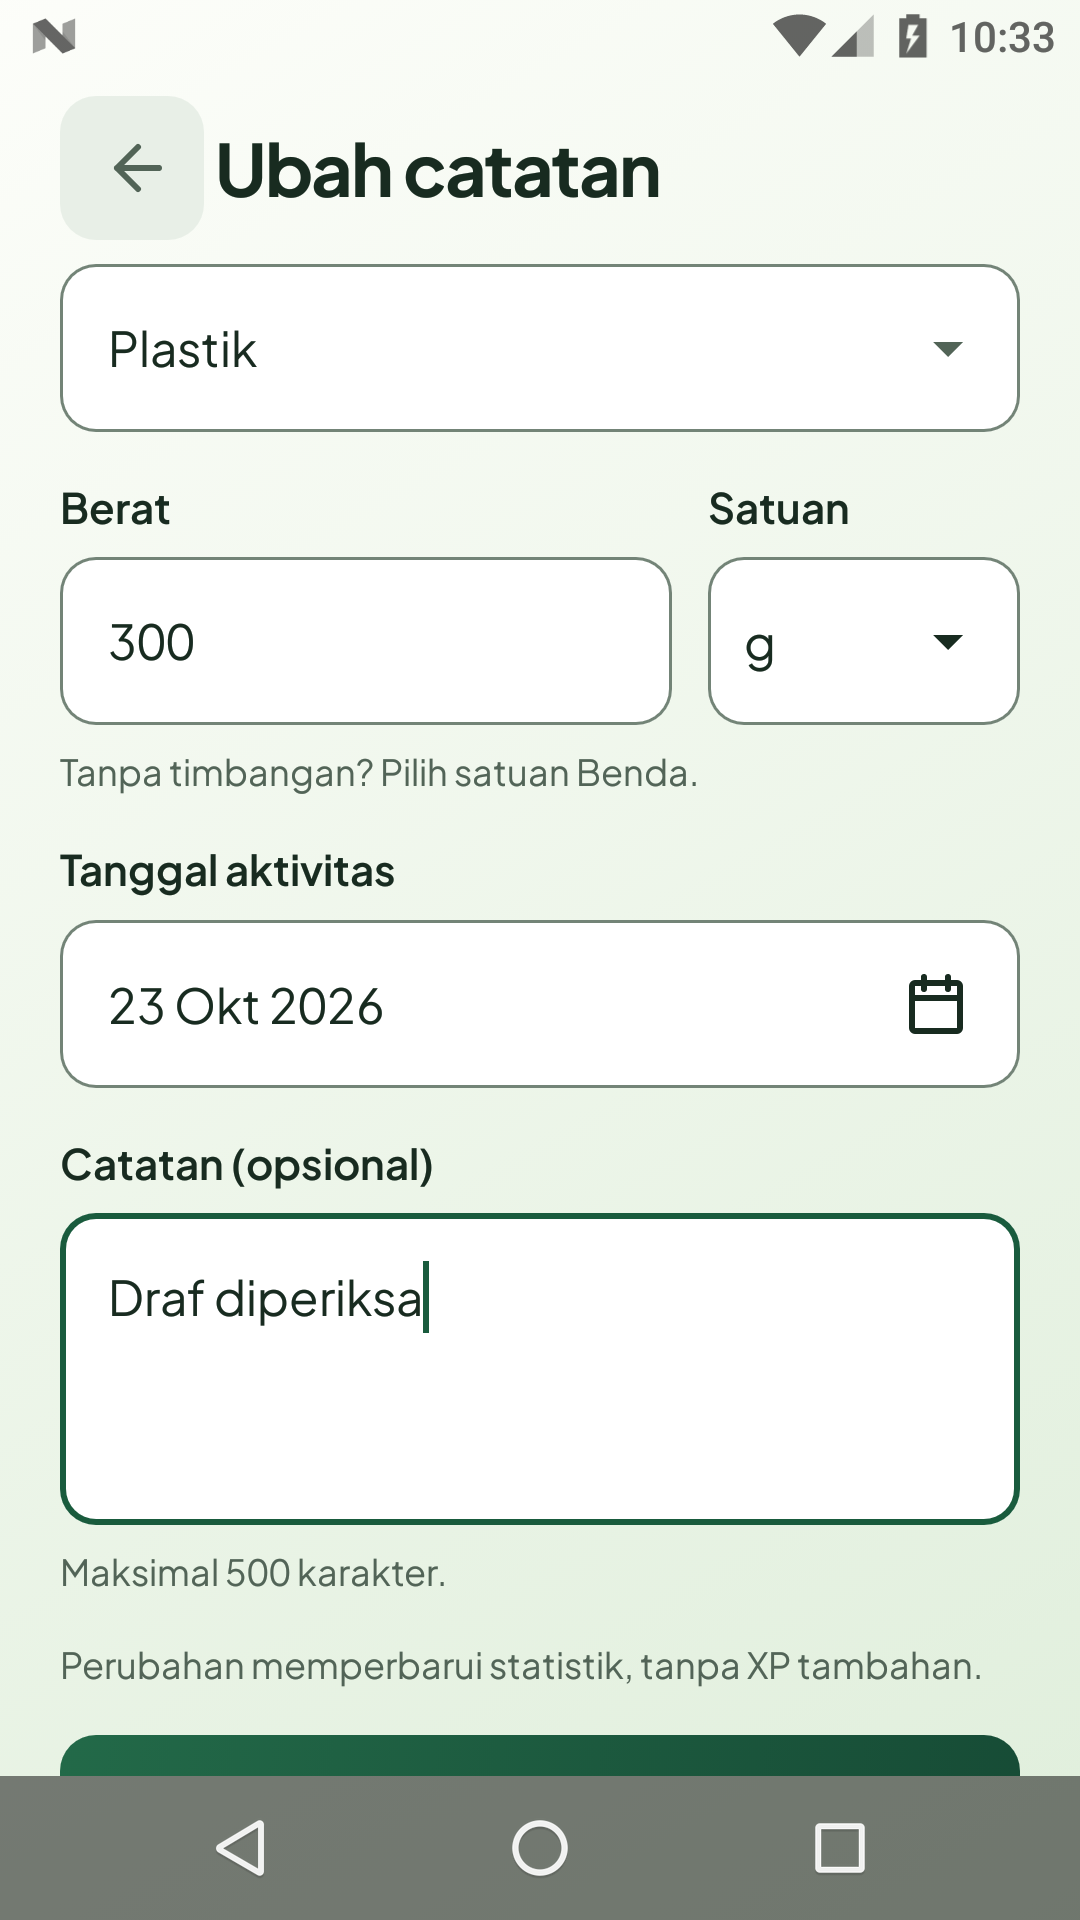 10:33
Ubah catatan
Plastik
Berat
Satuan
300
g
Tanpa timbangan? Pilih satuan Benda.
Tanggal aktivitas
23 Okt 2026
Catatan (opsional)
Draf diperiksa
Maksimal 500 karakter.
Perubahan memperbarui statistik, tanpa XP tambahan.